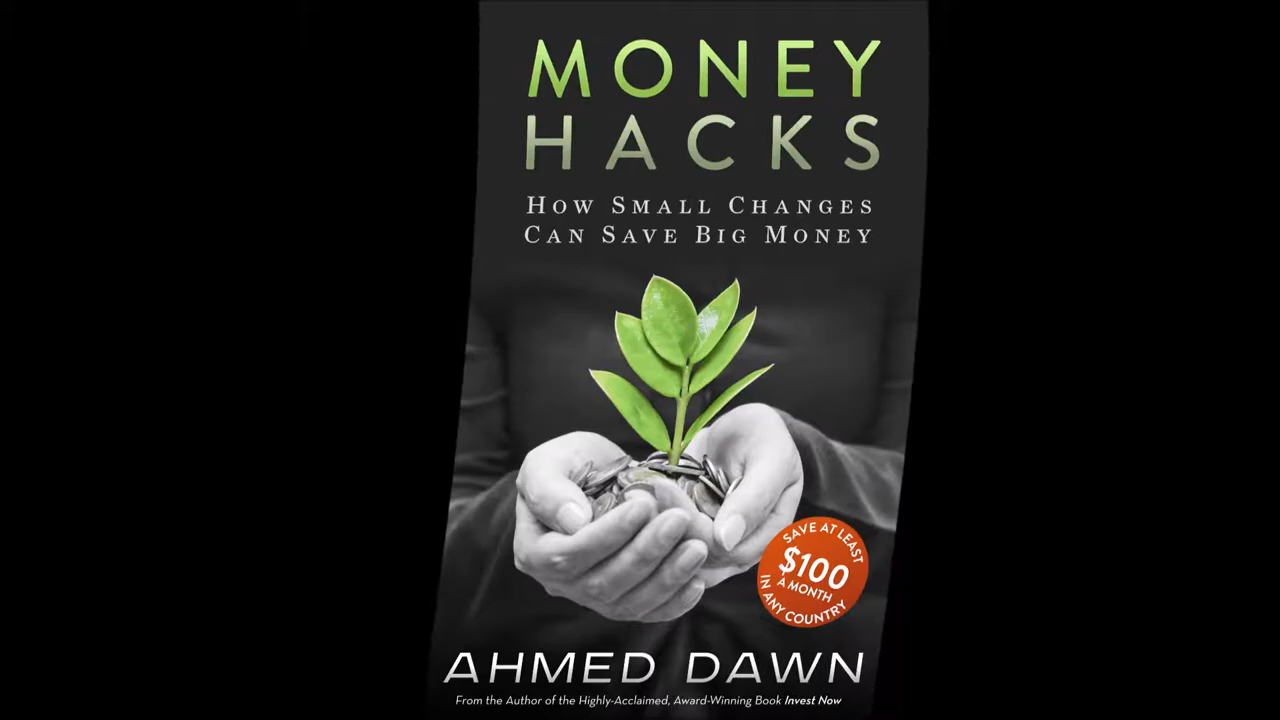 MONEY
HACKS
HOW SMALL CHANGES
CAN SAVE BIG MONEY
SAVE AT LEAST
$100
A MONTH
IN ANY COUNTRY
AHMED DAWN
From the Author of the Highly-Acclaimed, Award-Winning Book Invest Now